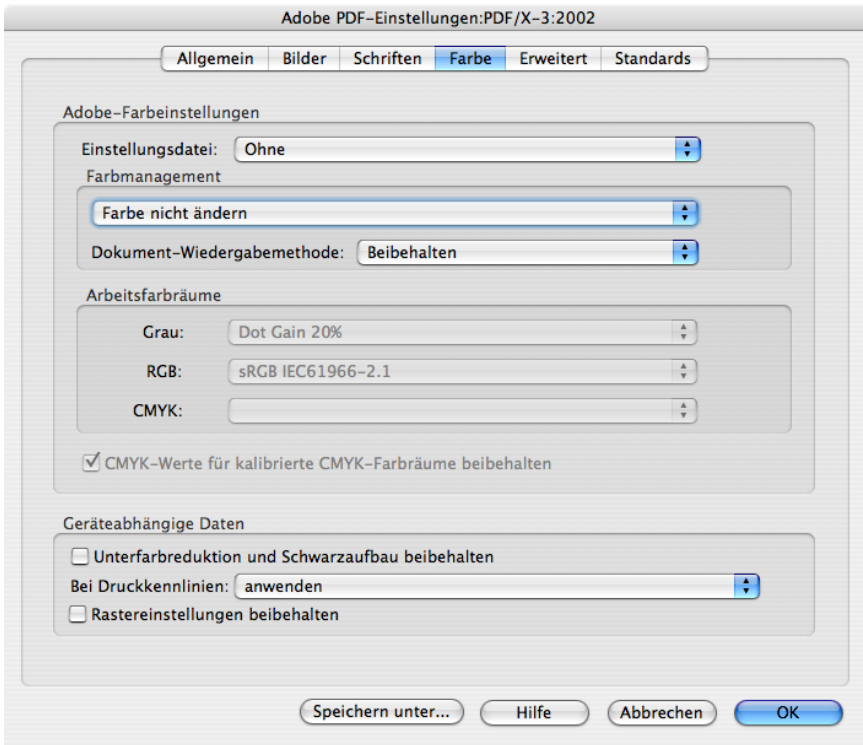 Adobe PDF-Einstellungen:PDF/X-3:2002
Allgemein Bilder Schriften Farbe Erweitert Standards
Adobe-Farbeinstellungen
Einstellungsdatei: Ohne
Farbmanagement
Farbe nicht ändern
Dokument-Wiedergabemethode: Beibehalten
Arbeitsfarbräume
Grau: Dot Gain 20%
RGB: sRGB IEC61966-2.1
CMYK:
CMYK-Werte für kalibrierte CMYK-Farbräume beibehalten
Geräteabhängige Daten
Unterfarbreduktion und Schwarzaufbau beibehalten
Bei Druckkennlinien: anwenden
Rastereinstellungen beibehalten
Speichern unter... Hilfe Abbrechen OK